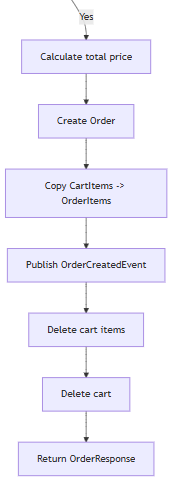 Yes
Calculate total price
Create Order
Copy CartItems ->
OrderItems
Publish OrderCreatedEvent
Delete cart items
Delete cart
Return OrderResponse